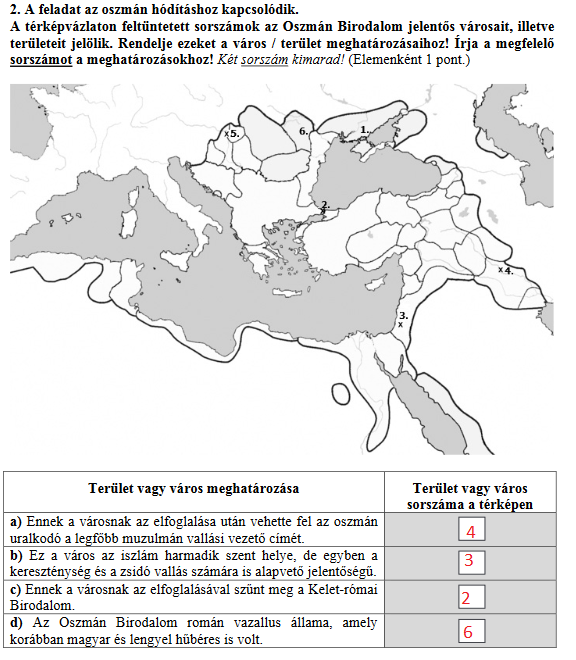 2. A feladat az oszmán hódításhoz kapcsolódik.
A térképvázlaton feltüntetett sorszámok az Oszmán Birodalom jelentős városait, illetve
területeit jelölik. Rendelje ezeket a város / terület meghatározásaihoz! Írja a megfelelő
sorszámot a meghatározásokhoz! Két sorszám kimarad! (Elemenként 1 pont.)
x5.
6.
1.
2.
x4.
3.
x
Terület vagy város meghatározása
Terület vagy város
sorszáma a térképen
a) Ennek a városnak az elfoglalása után vehette fel az oszmán
uralkodó a legfőbb muzulmán vallási vezető címét.
4
b) Ez a város az iszlám harmadik szent helye, de egyben a
kereszténység és a zsidó vallás számára is alapvető jelentőségű.
3
c) Ennek a városnak az elfoglalásával szűnt meg a Kelet-római
Birodalom.
2
d) Az Oszmán Birodalom román vazallus állama, amely
korábban magyar és lengyel hűbéres is volt.
6